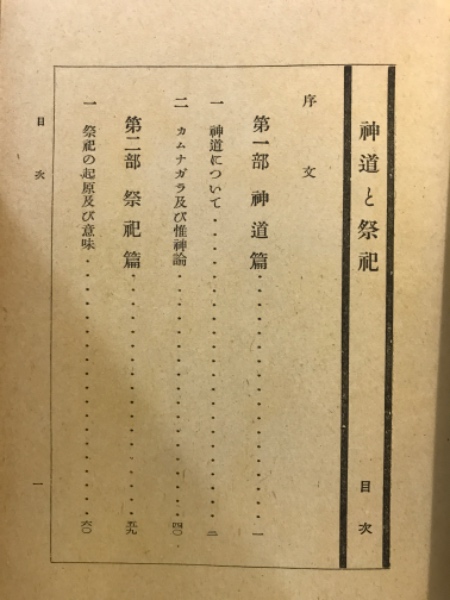 神道と祭祀 目次
序文
第一部 神道篇・・・・・・・・・・・・・・・・一
一 神道について・・・・・・・・・・・・・・・・二
二 カムナガラ及び惟神論・・・・・・・・・・・・・四〇
第二部 祭祀篇・・・・・・・・・・・・・・・・五九
一 祭祀の起原及び意味・・・・・・・・・・・・・・六〇
目次 一